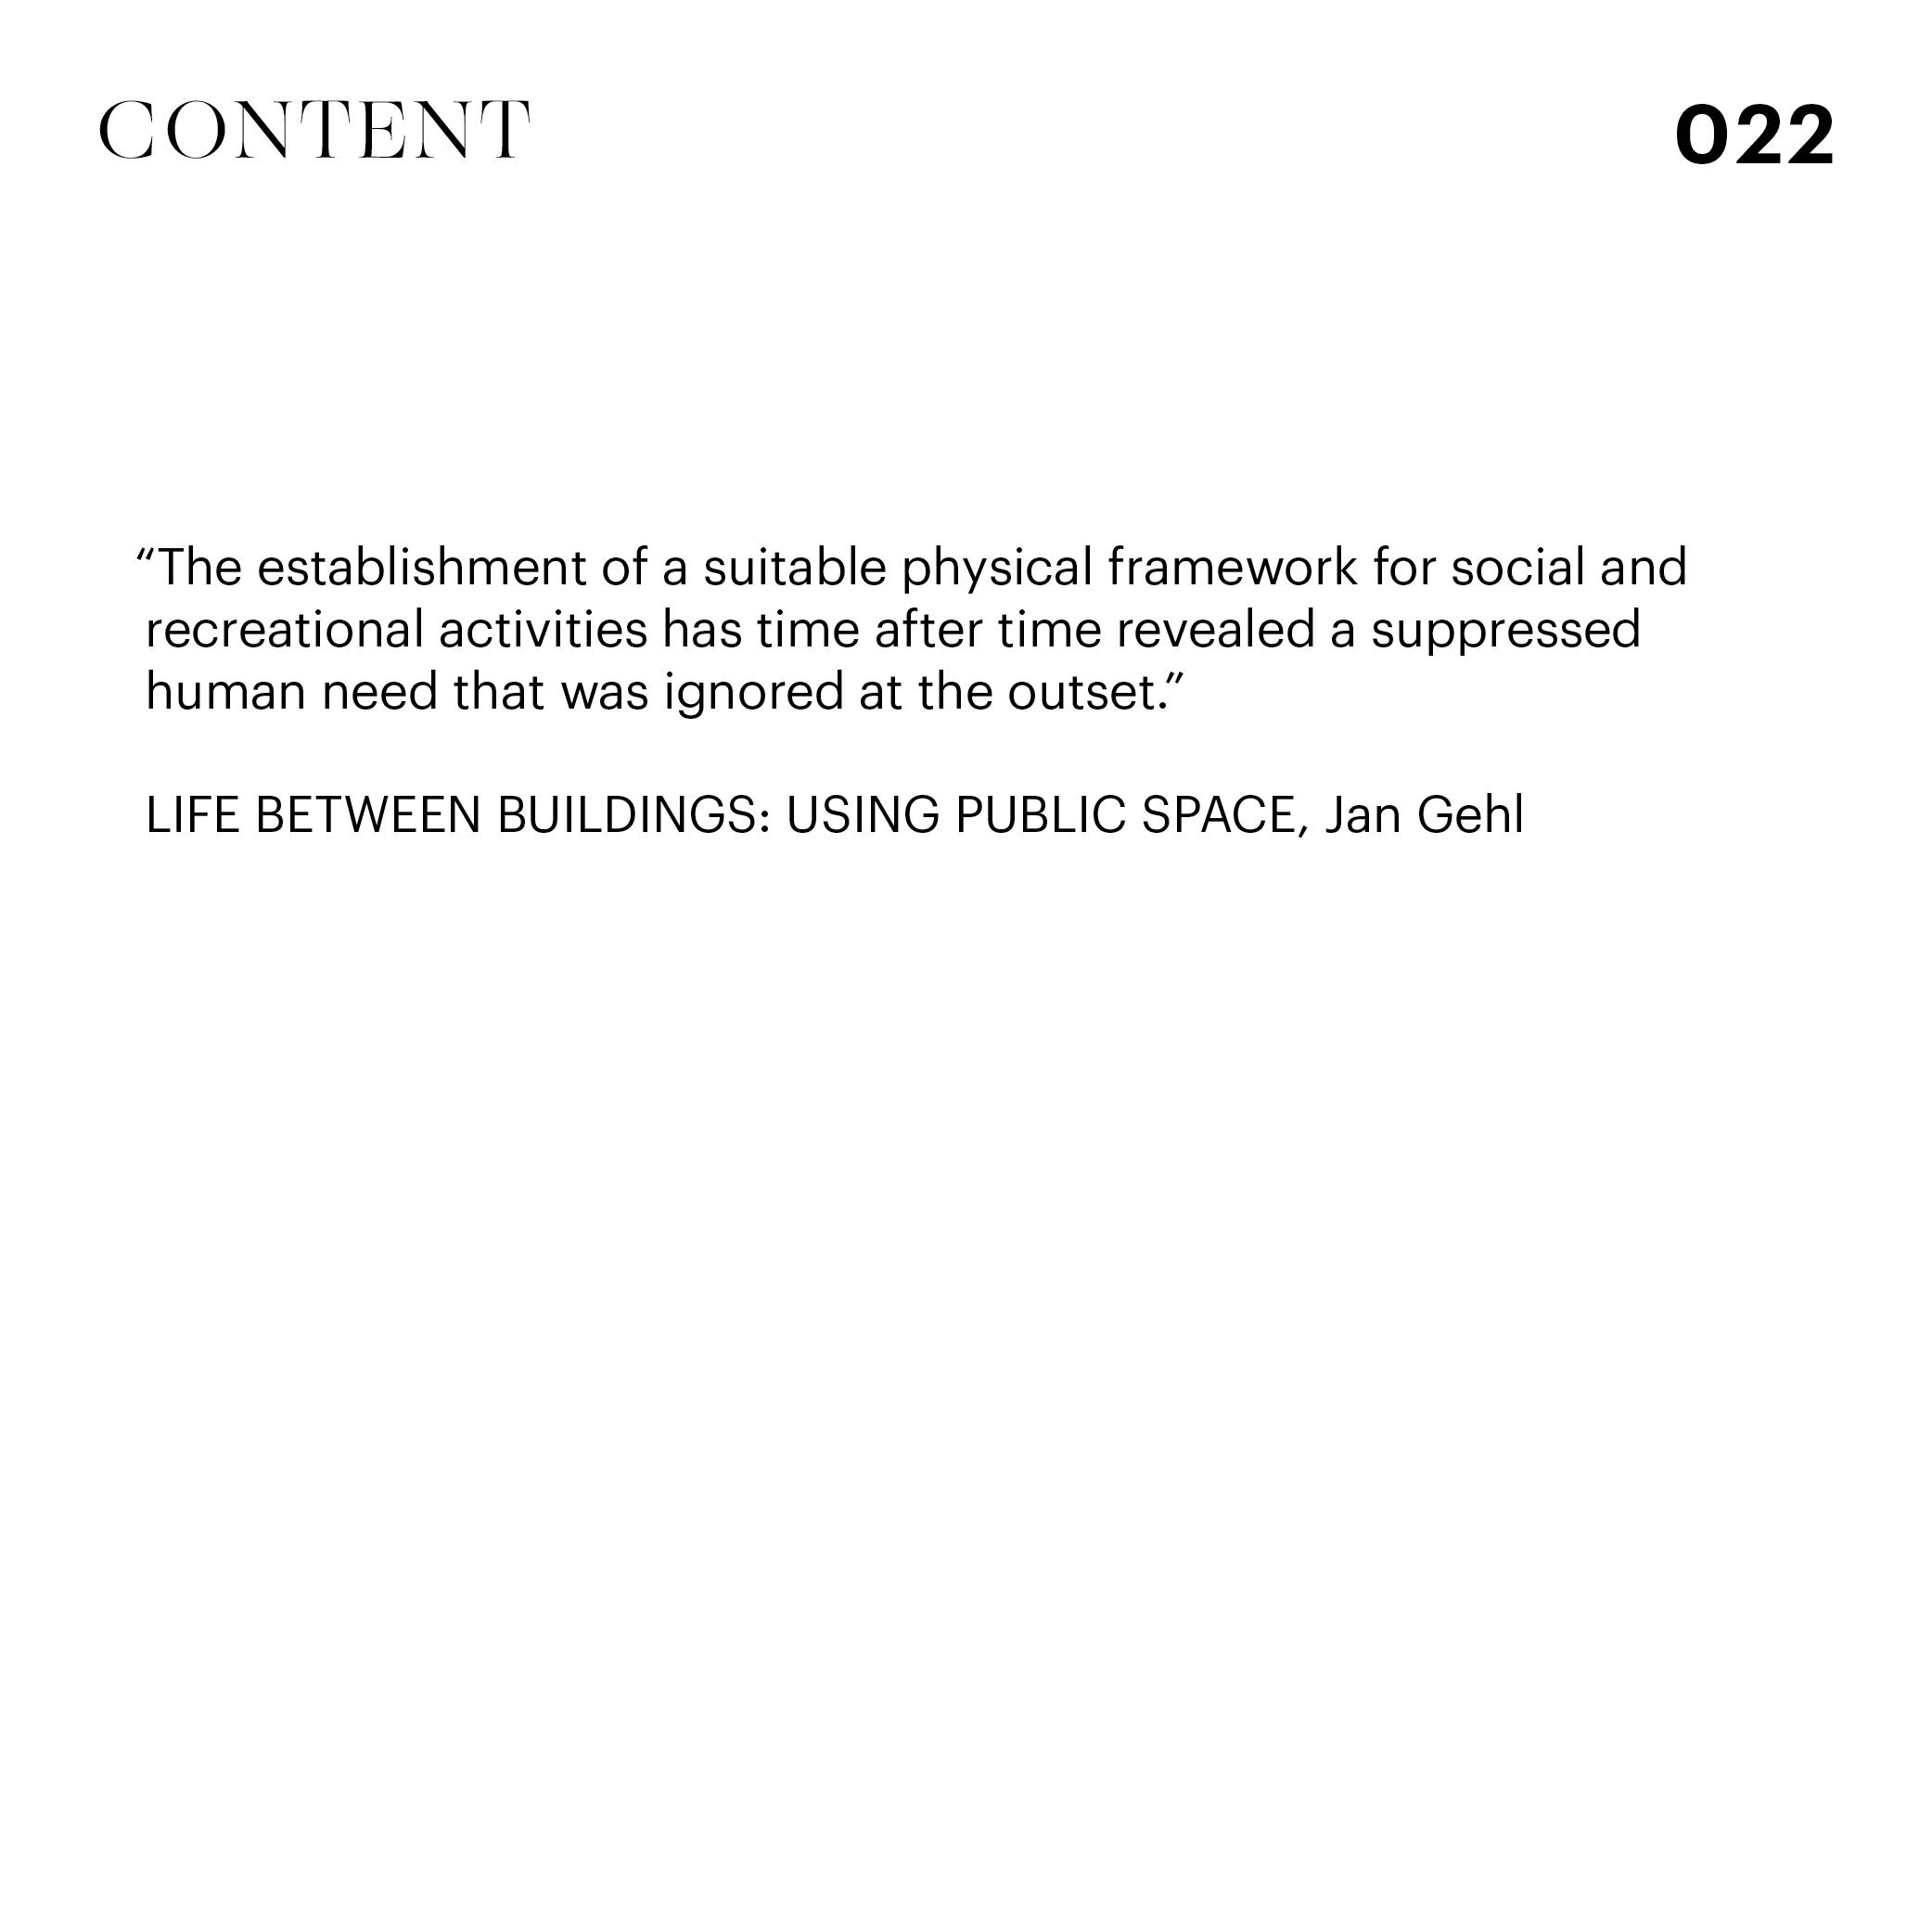 CONTENT
022
“The establishment of a suitable physical framework for social and
recreational activities has time after time revealed a suppressed
human need that was ignored at the outset.”
LIFE BETWEEN BUILDINGS: USING PUBLIC SPACE, Jan Gehl